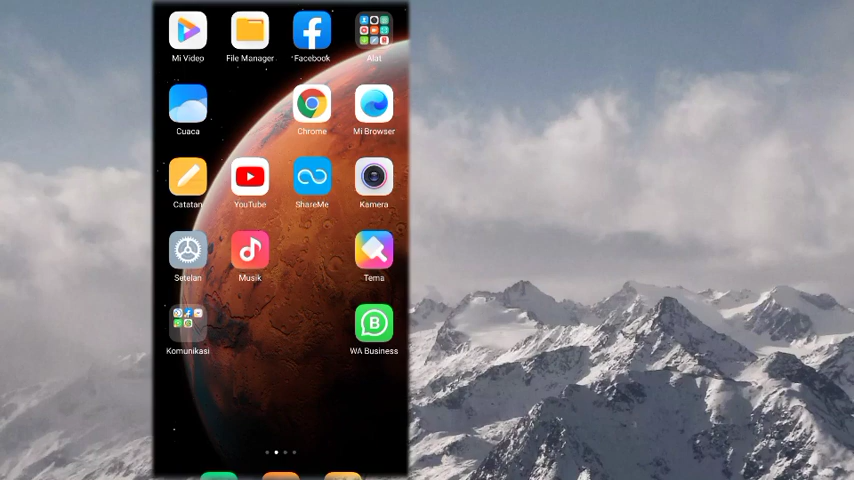 Mi Video File Manager Facebook Alat
Cuaca Chrome Mi Browser
Catatan YouTube ShareMe Kamera
Setelan Musik Tema
Komunikasi WA Business